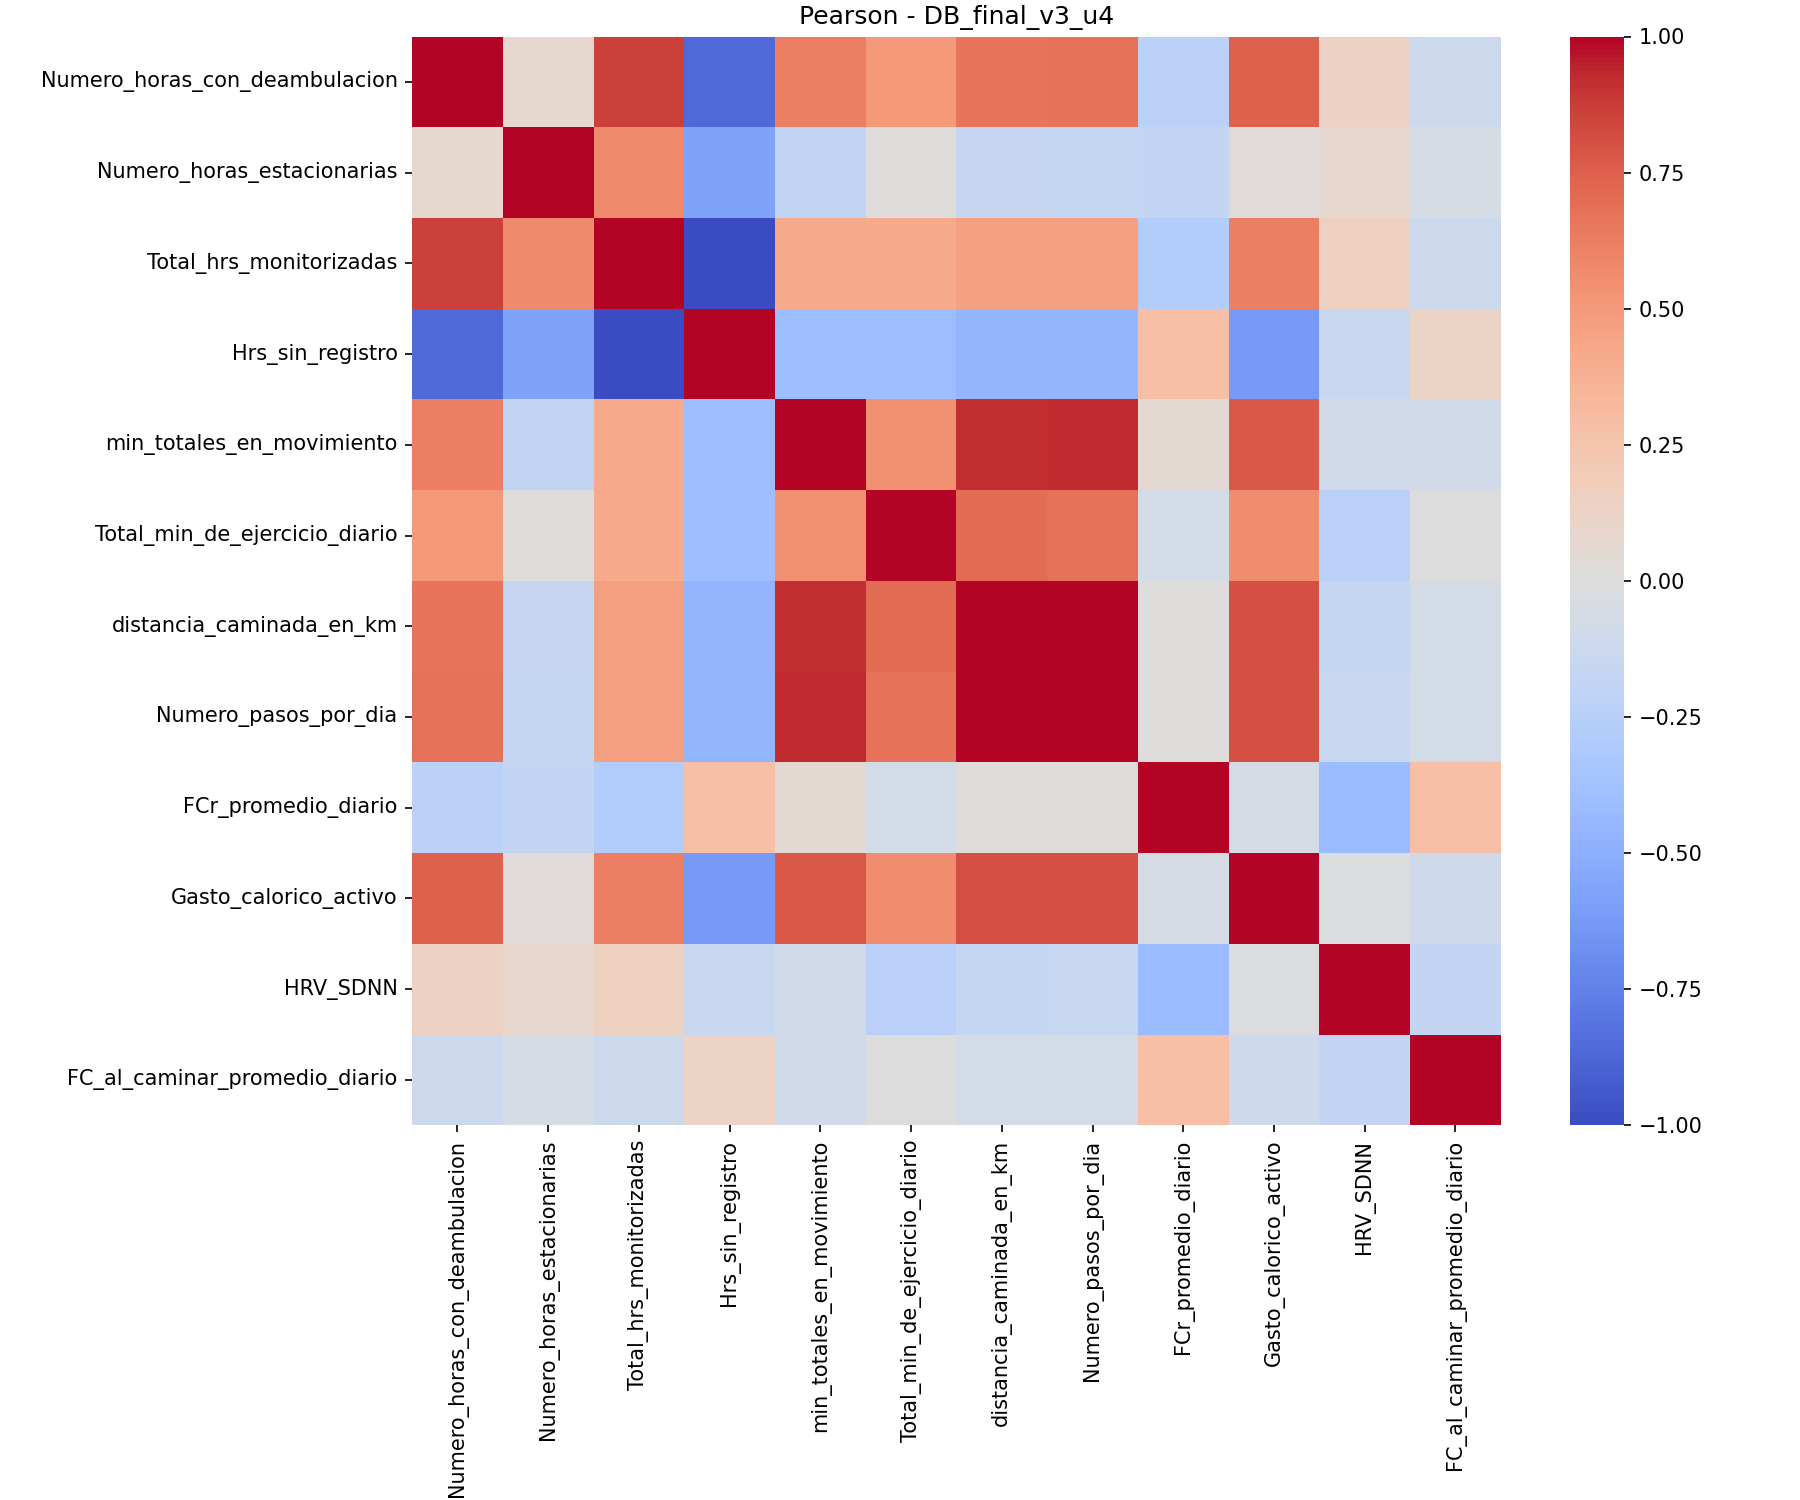 Pearson - DB_final_v3_u4
Numero_horas_con_deambulacion
Numero_horas_estacionarias
Total_hrs_monitorizadas
Hrs_sin_registro
min_totales_en_movimiento
Total_min_de_ejercicio_diario
distancia_caminada_en_km
Numero_pasos_por_dia
FCr_promedio_diario
Gasto_calorico_activo
HRV_SDNN
FC_al_caminar_promedio_diario
Numero_horas_con_deambulacion
Numero_horas_estacionarias
Total_hrs_monitorizadas
Hrs_sin_registro
min_totales_en_movimiento
Total_min_de_ejercicio_diario
distancia_caminada_en_km
Numero_pasos_por_dia
FCr_promedio_diario
Gasto_calorico_activo
HRV_SDNN
FC_al_caminar_promedio_diario
1.00
0.75
0.50
0.25
0.00
−0.25
−0.50
−0.75
−1.00